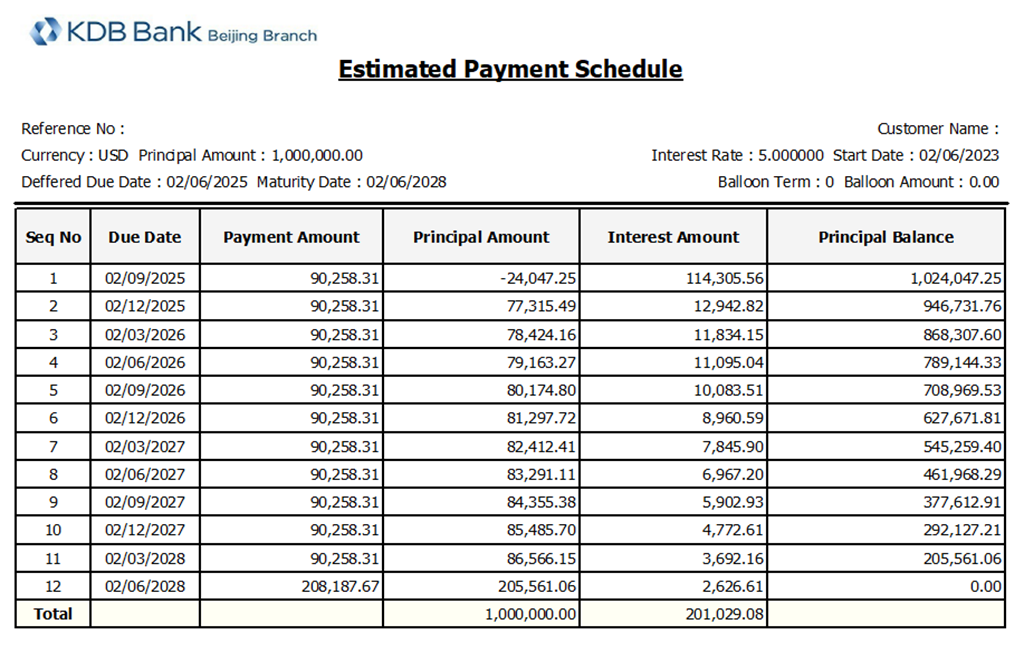 KDB Bank Beijing Branch
Estimated Payment Schedule
Reference No : Customer Name :
Currency : USD Principal Amount : 1,000,000.00 Interest Rate : 5.000000 Start Date : 02/06/2023
Deffered Due Date : 02/06/2025 Maturity Date : 02/06/2028 Balloon Term : 0 Balloon Amount : 0.00
Seq No Due Date Payment Amount Principal Amount Interest Amount Principal Balance
1 02/09/2025 90,258.31 -24,047.25 114,305.56 1,024,047.25
2 02/12/2025 90,258.31 77,315.49 12,942.82 946,731.76
3 02/03/2026 90,258.31 78,424.16 11,834.15 868,307.60
4 02/06/2026 90,258.31 79,163.27 11,095.04 789,144.33
5 02/09/2026 90,258.31 80,174.80 10,083.51 708,969.53
6 02/12/2026 90,258.31 81,297.72 8,960.59 627,671.81
7 02/03/2027 90,258.31 82,412.41 7,845.90 545,259.40
8 02/06/2027 90,258.31 83,291.11 6,967.20 461,968.29
9 02/09/2027 90,258.31 84,355.38 5,902.93 377,612.91
10 02/12/2027 90,258.31 85,485.70 4,772.61 292,127.21
11 02/03/2028 90,258.31 86,566.15 3,692.16 205,561.06
12 02/06/2028 208,187.67 205,561.06 2,626.61 0.00
Total 1,000,000.00 201,029.08